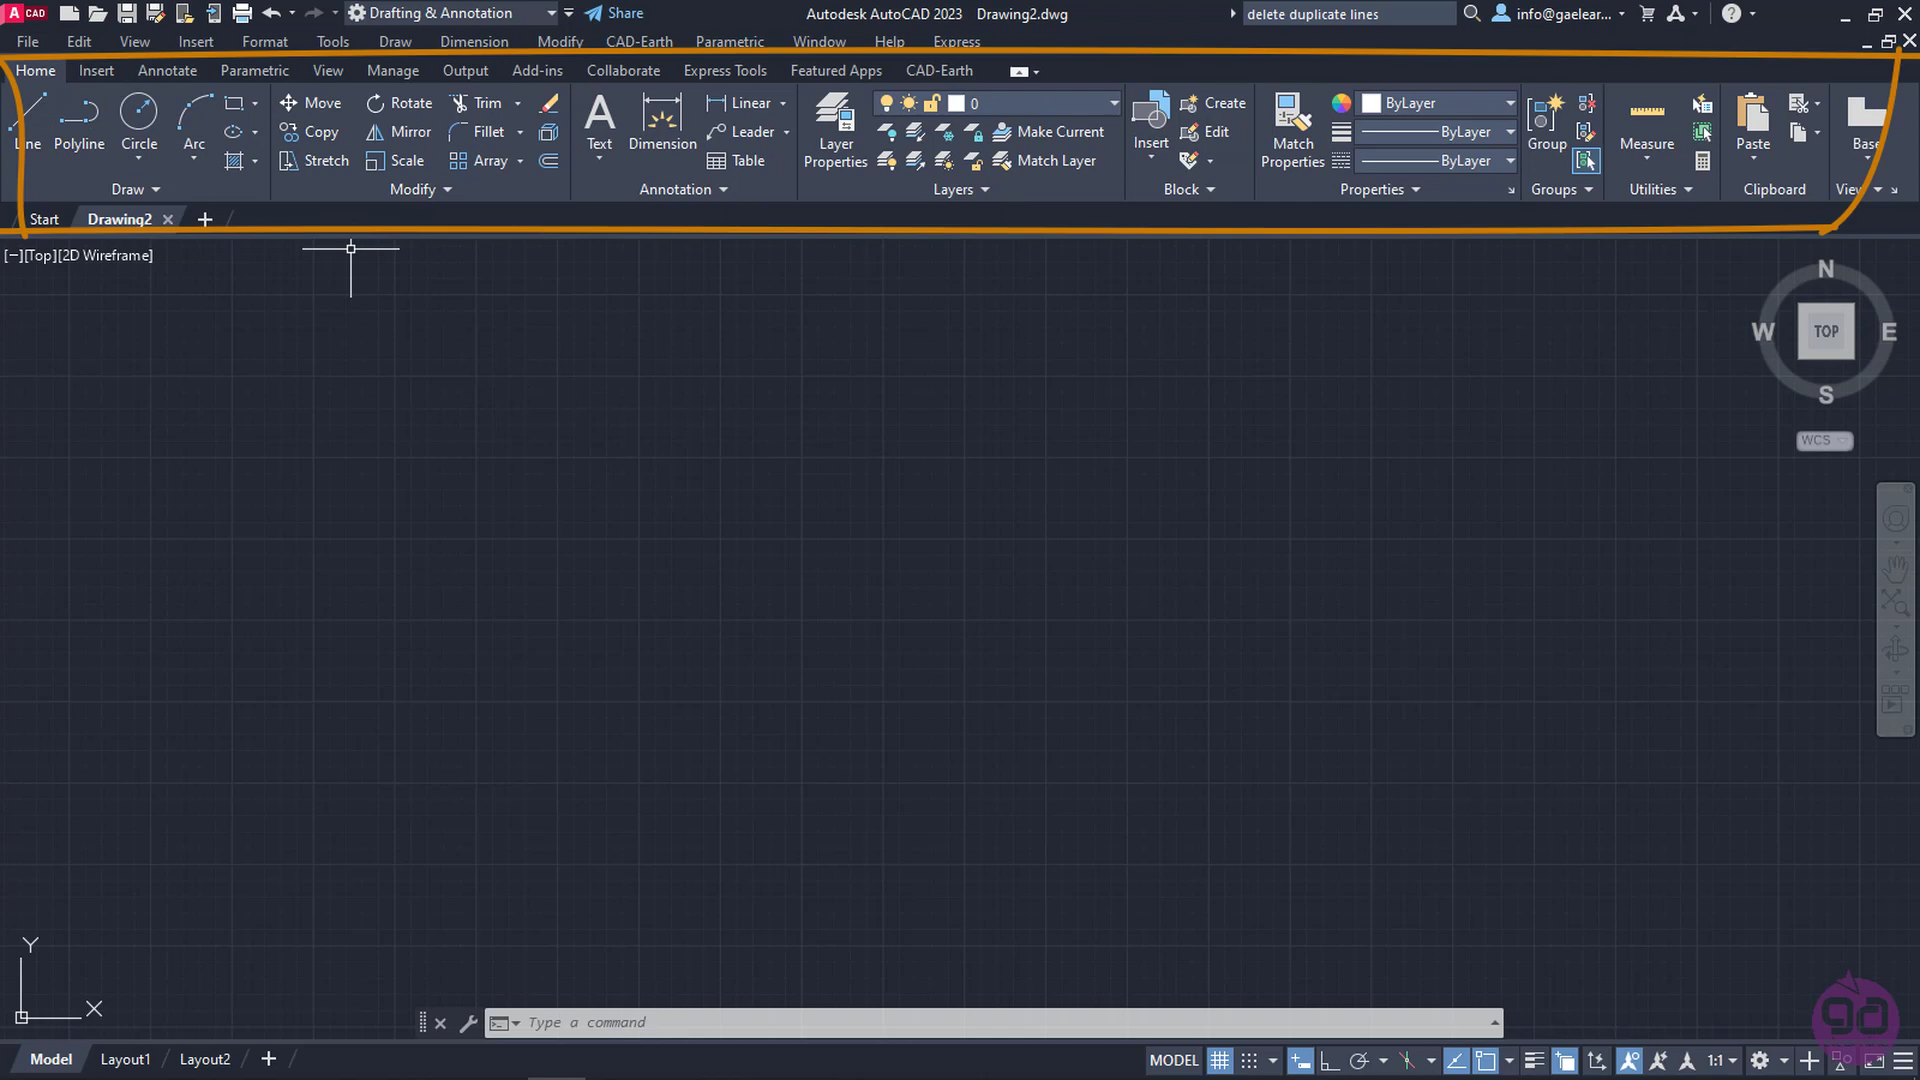 CAD Drafting & Annotation Share Autodesk AutoCAD 2023 Drawing2.dwg delete duplicate lines info@gaelear... ?
File Edit View Insert Format Tools Draw Dimension Modify CAD-Earth Parametric Window Help Express
Home Insert Annotate Parametric View Manage Output Add-ins Collaborate Express Tools Featured Apps CAD-Earth
Line Polyline Circle Arc
Move Rotate Trim
Copy Mirror Fillet
Stretch Scale Array
A Text Dimension
Linear
Leader
Table
Layer Properties
0
Make Current
Match Layer
Insert
Create
Edit
Match Properties
ByLayer
ByLayer
ByLayer
Group Measure Paste Base
Draw Modify Annotation Layers Block Properties Groups Utilities Clipboard View
Start Drawing2 +
[−][Top][2D Wireframe]
N
W TOP E
S
WCS
Y
X
Type a command
Model Layout1 Layout2 + MODEL 1:1
ga